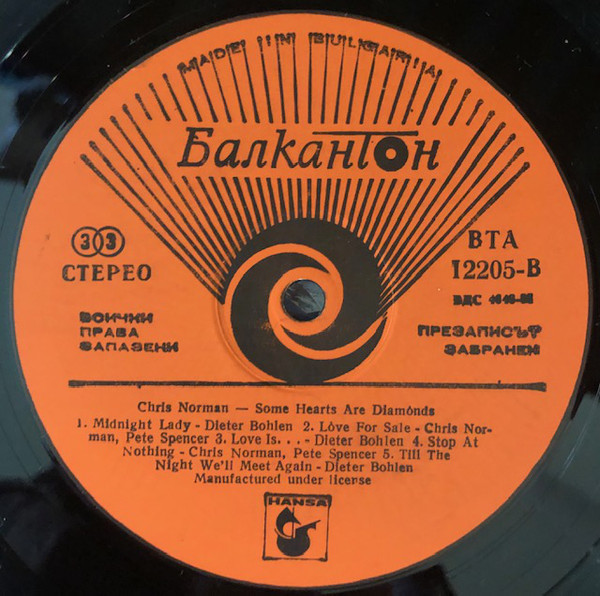 MADE IN BULGARIA
Балкантон
33
СТЕРЕО
ВТА
12205-В
ВДС
ВСИЧКИ
ПРАВА
ЗАПАЗЕНИ
ПРЕЗАПИСЪТ
ЗАБРАНЕН
Chris Norman — Some Hearts Are Diamonds
1. Midnight Lady - Dieter Bohlen 2. Love For Sale - Chris Nor-
man, Pete Spencer 3. Love Is. . . - Dieter Bohlen 4. Stop At
Nothing - Chris Norman, Pete Spencer 5. Till The
Night We'll Meet Again - Dieter Bohlen
Manufactured under license
HANSA